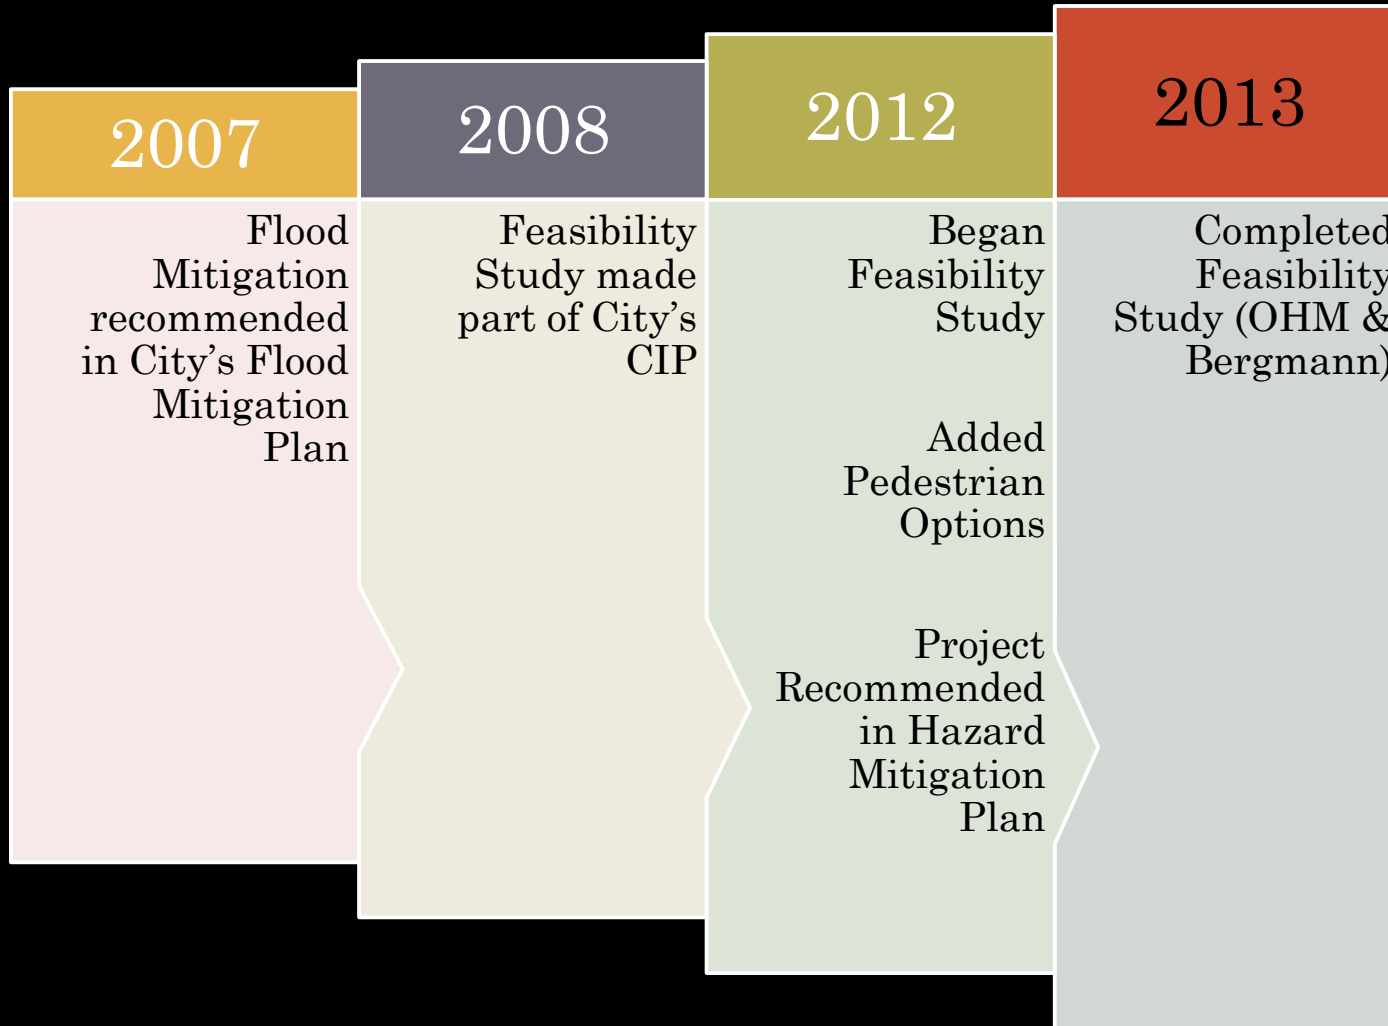 2007
Flood
Mitigation
recommended
in City’s Flood
Mitigation
Plan
2008
Feasibility
Study made
part of City’s
CIP
2012
Began
Feasibility
Study
Added
Pedestrian
Options
Project
Recommended
in Hazard
Mitigation
Plan
2013
Completed
Feasibility
Study (OHM &
Bergmann)